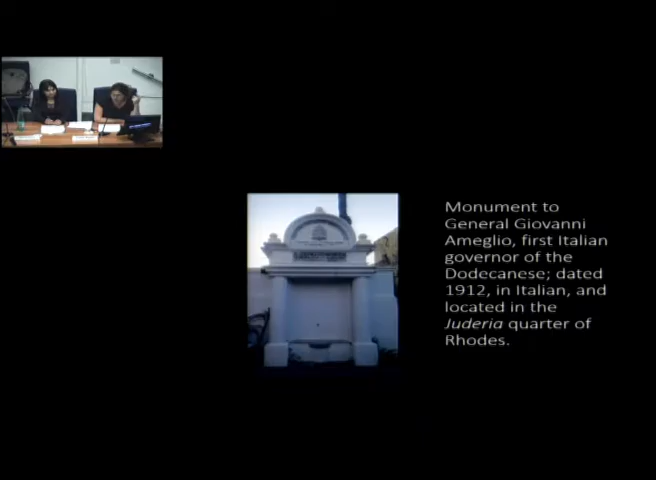 Monument to
General Giovanni
Ameglio, first Italian
governor of the
Dodecanese; dated
1912, in Italian, and
located in the
Juderia quarter of
Rhodes.